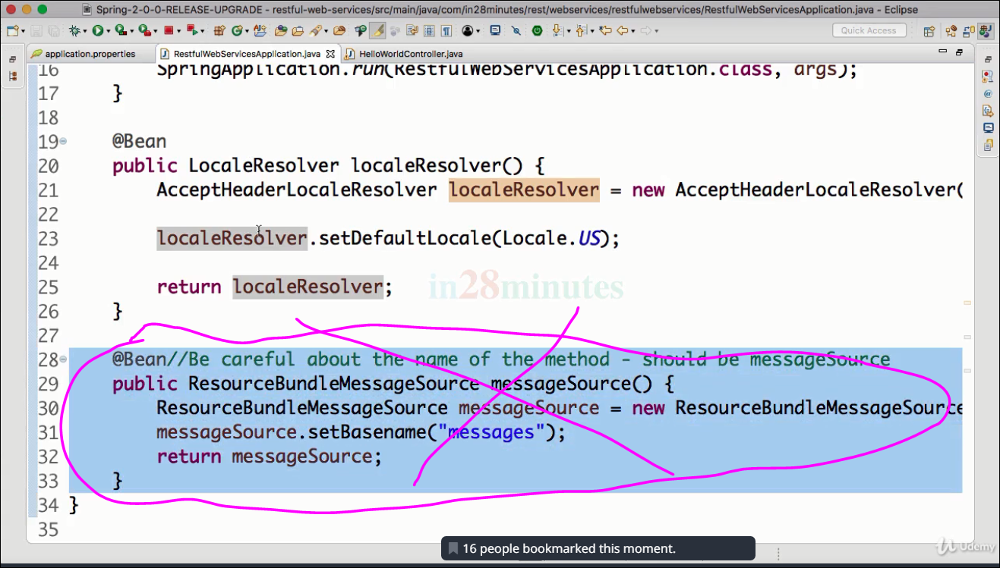 Spring-2-0-0-RELEASE-UPGRADE - restful-web-services/src/main/java/com/in28minutes/rest/webservices/restfulwebservices/RestfulWebServicesApplication.java - Eclipse
Quick Access
application.properties RestfulWebServicesApplication.java HelloWorldController.java
16 SpringApplication.run(RestfulWebServicesApplication.class, args);
17 }
18
19 @Bean
20 public LocaleResolver localeResolver() {
21 AcceptHeaderLocaleResolver localeResolver = new AcceptHeaderLocaleResolver(
22
23 localeResolver.setDefaultLocale(Locale.US);
24
25 return localeResolver;
in28minutes
26 }
27
28 @Bean//Be careful about the name of the method - should be messageSource
29 public ResourceBundleMessageSource messageSource() {
30 ResourceBundleMessageSource messageSource = new ResourceBundleMessageSource
31 messageSource.setBasename("messages");
32 return messageSource;
33 }
34 }
35
16 people bookmarked this moment.
Udemy